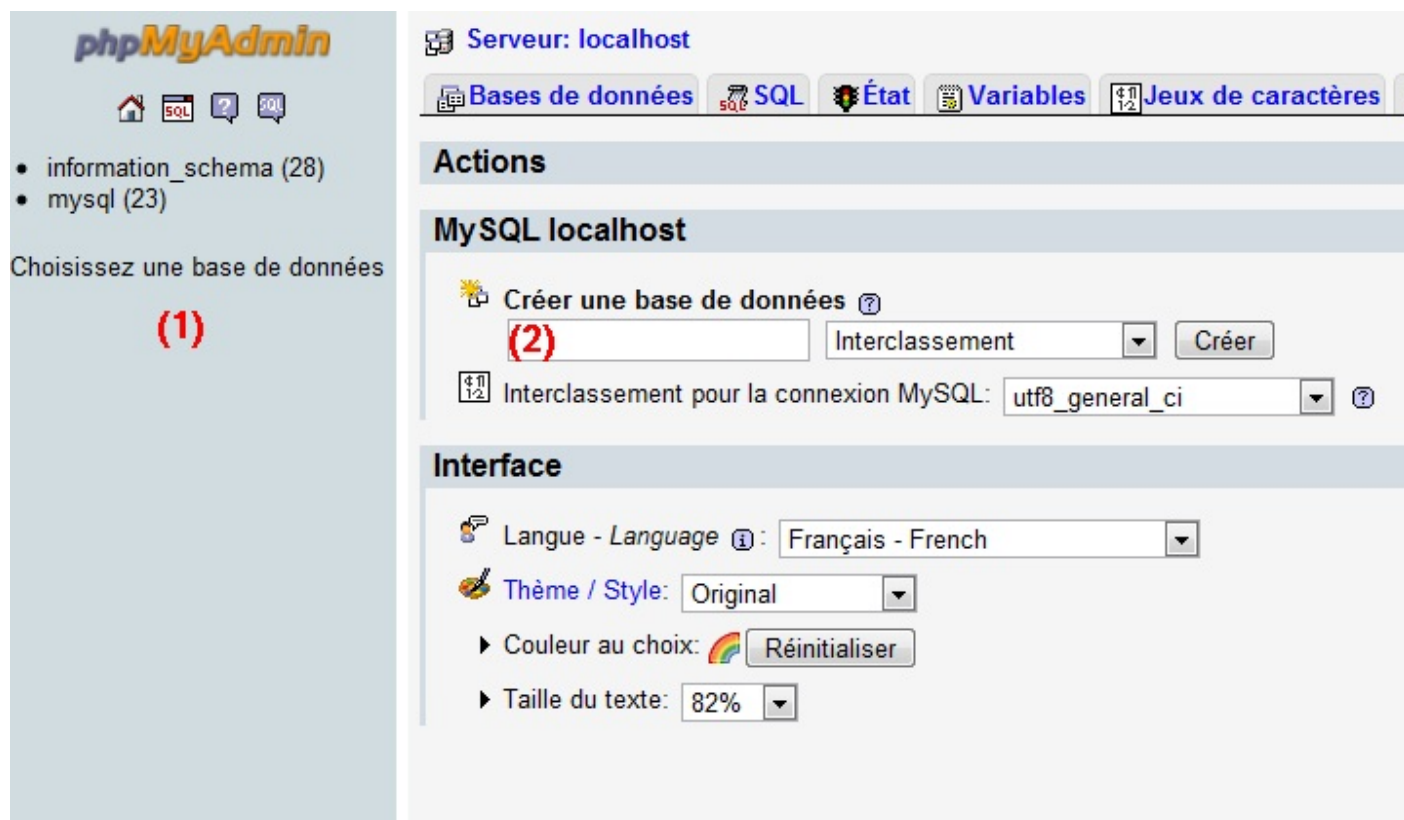 phpMyAdmin
SQL ? SQL
information_schema (28)
mysql (23)
Choisissez une base de données
(1)
Serveur: localhost
Bases de données SQL État Variables Jeux de caractères
Actions
MySQL localhost
Créer une base de données ?
(2) Interclassement Créer
Interclassement pour la connexion MySQL: utf8_general_ci ?
Interface
Langue - Language i : Français - French
Thème / Style: Original
Couleur au choix: Réinitialiser
Taille du texte: 82%